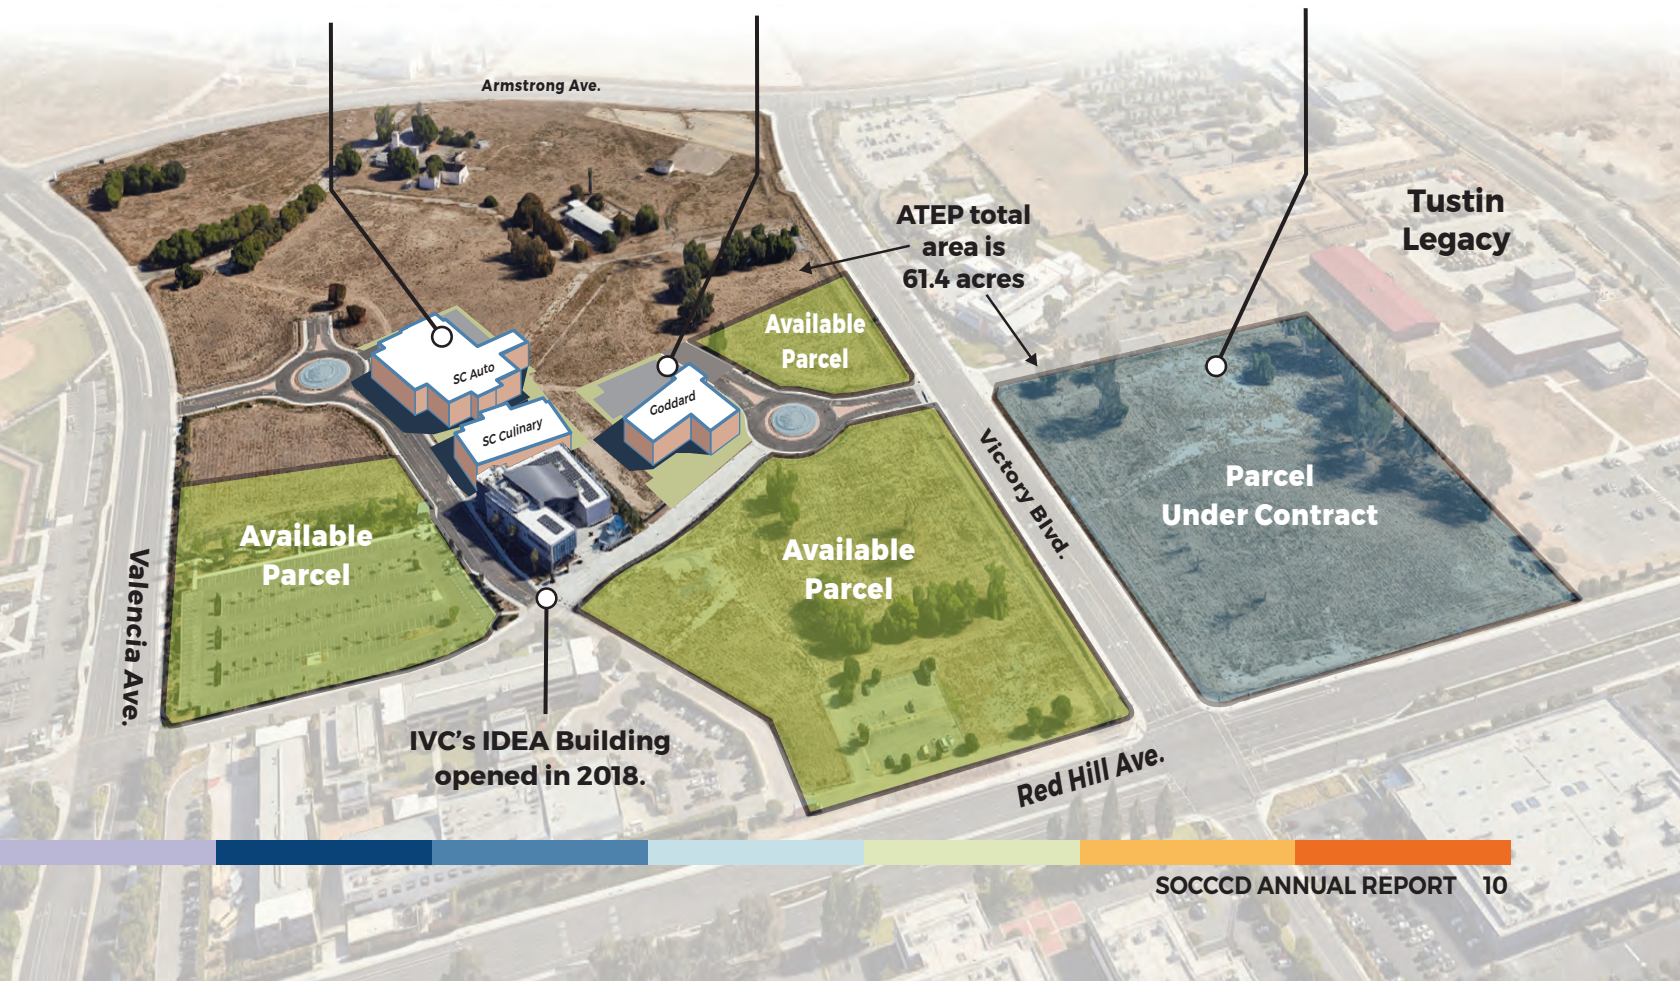 Armstrong Ave.
Tustin
Legacy
ATEP total
area is
61.4 acres
Available
Parcel
SC Auto
Goddard
SC Culinary
Victory Blvd.
Parcel
Under Contract
Available
Parcel
Available
Parcel
Valencia Ave.
IVC’s IDEA Building
opened in 2018.
Red Hill Ave.
SOCCCD ANNUAL REPORT 10